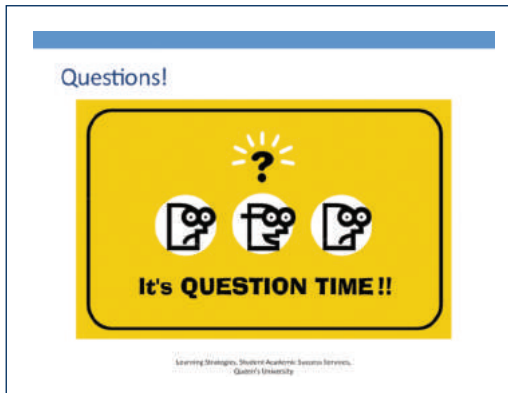 Questions!
?
It's QUESTION TIME!!
Learning Strategies, Student Academic Success Services,
Queen's University